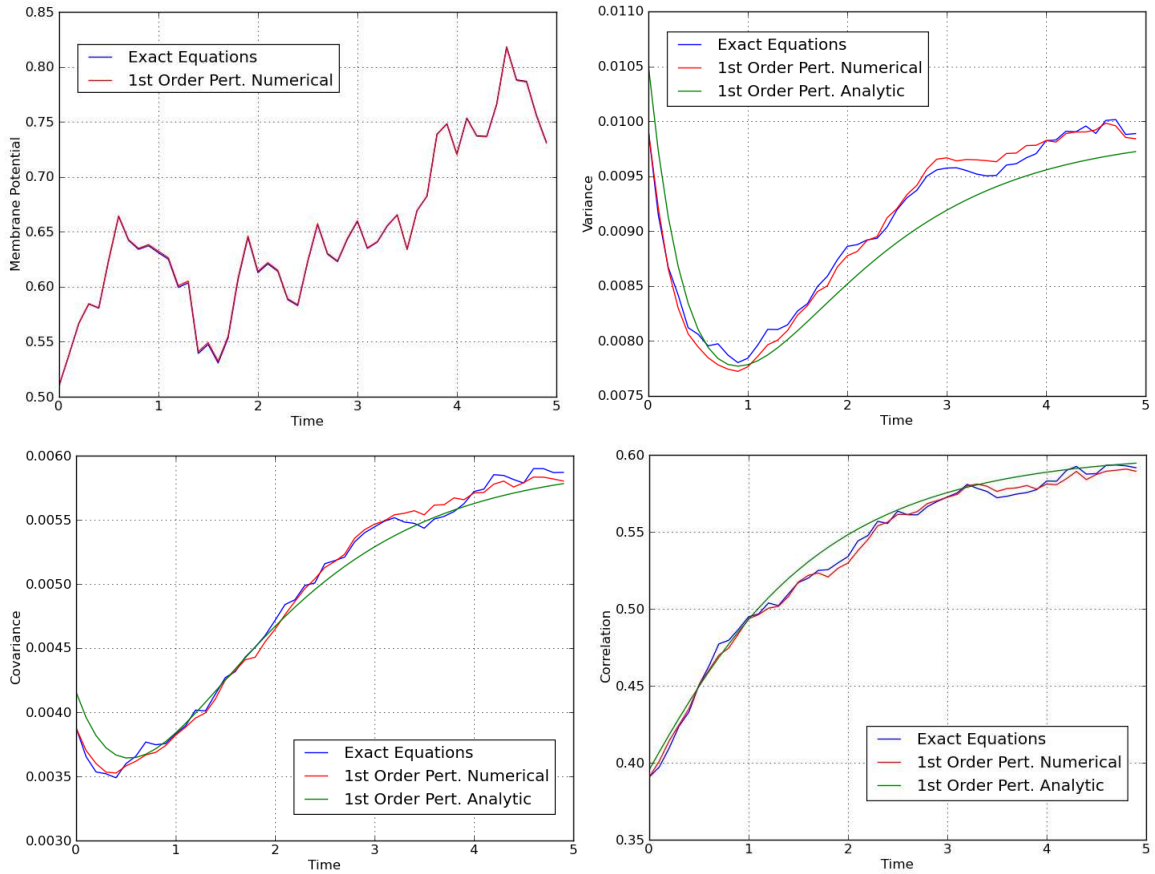 0.85
0.80
0.75
0.70
0.65
0.60
0.55
0.50
Membrane Potential
Exact Equations
1st Order Pert. Numerical
0 1 2 3 4 5
Time
0.0110
0.0105
0.0100
0.0095
0.0090
0.0085
0.0080
0.0075
Variance
Exact Equations
1st Order Pert. Numerical
1st Order Pert. Analytic
0 1 2 3 4 5
Time
0.0060
0.0055
0.0050
0.0045
0.0040
0.0035
0.0030
Covariance
Exact Equations
1st Order Pert. Numerical
1st Order Pert. Analytic
0 1 2 3 4 5
Time
0.60
0.55
0.50
0.45
0.40
0.35
Correlation
Exact Equations
1st Order Pert. Numerical
1st Order Pert. Analytic
0 1 2 3 4 5
Time